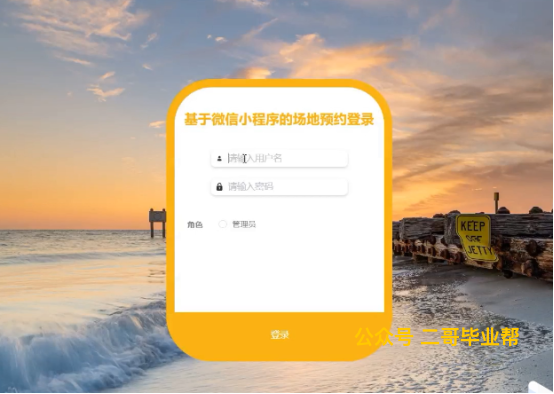 基于微信小程序的场地预约登录
请输入用户名
请输入密码
角色 管理员
登录
KEEP
OFF
JETTY
公众号 二哥毕业帮